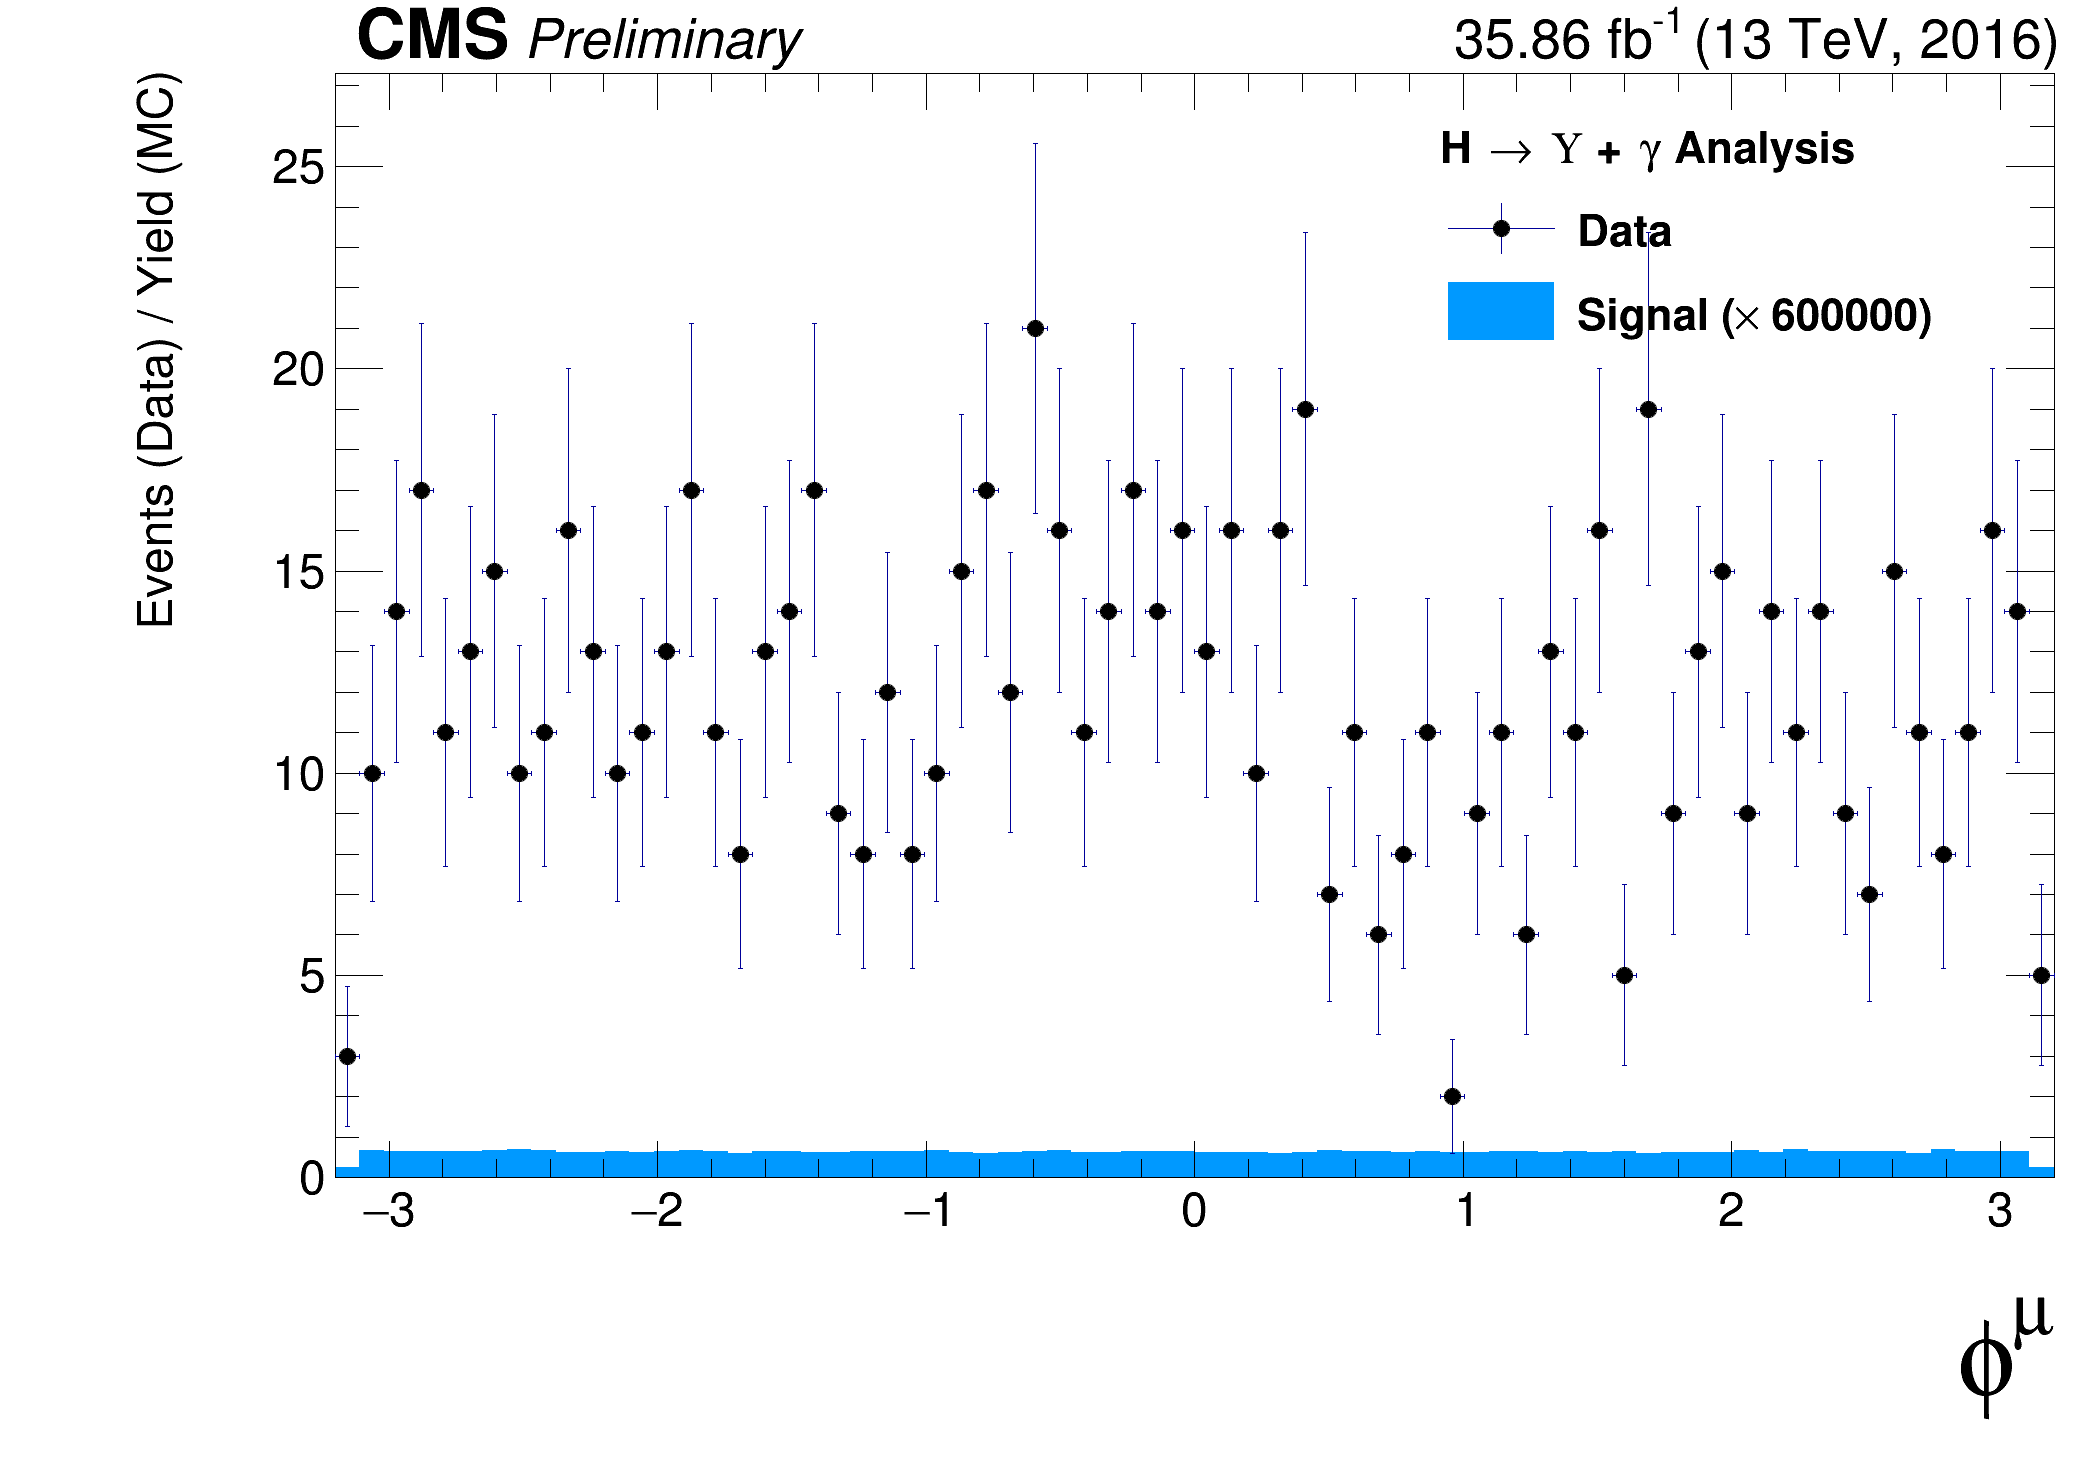 CMS Preliminary
35.86 fb⁻¹ (13 TeV, 2016)
Events (Data) / Yield (MC)
H → Υ + γ Analysis
Data
Signal (× 600000)
25
20
15
10
5
0
−3 −2 −1 0 1 2 3
ϕ^μ